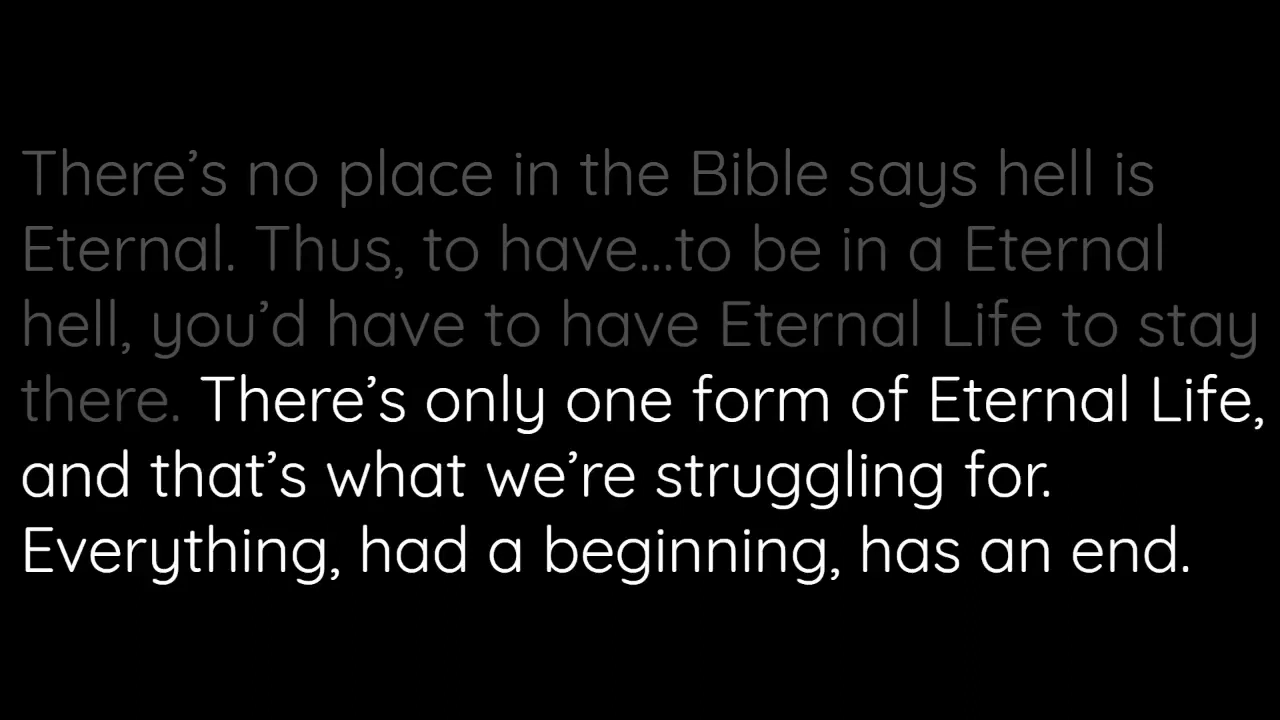 There’s no place in the Bible says hell is
Eternal. Thus, to have...to be in a Eternal
hell, you’d have to have Eternal Life to stay
there. There’s only one form of Eternal Life,
and that’s what we’re struggling for.
Everything, had a beginning, has an end.